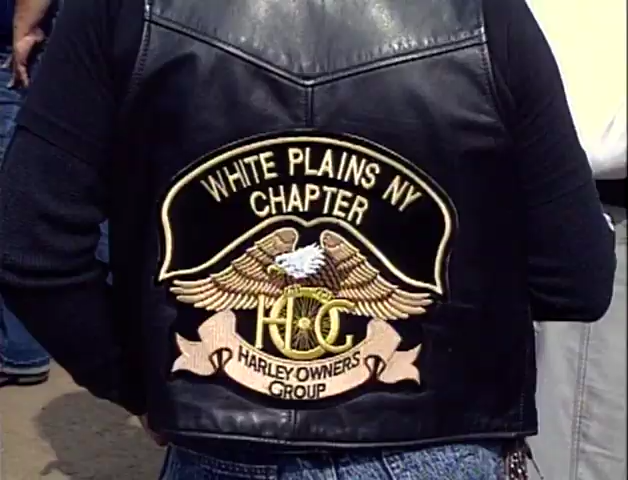 WHITE PLAINS NY
CHAPTER
HOG
HARLEY OWNERS
GROUP